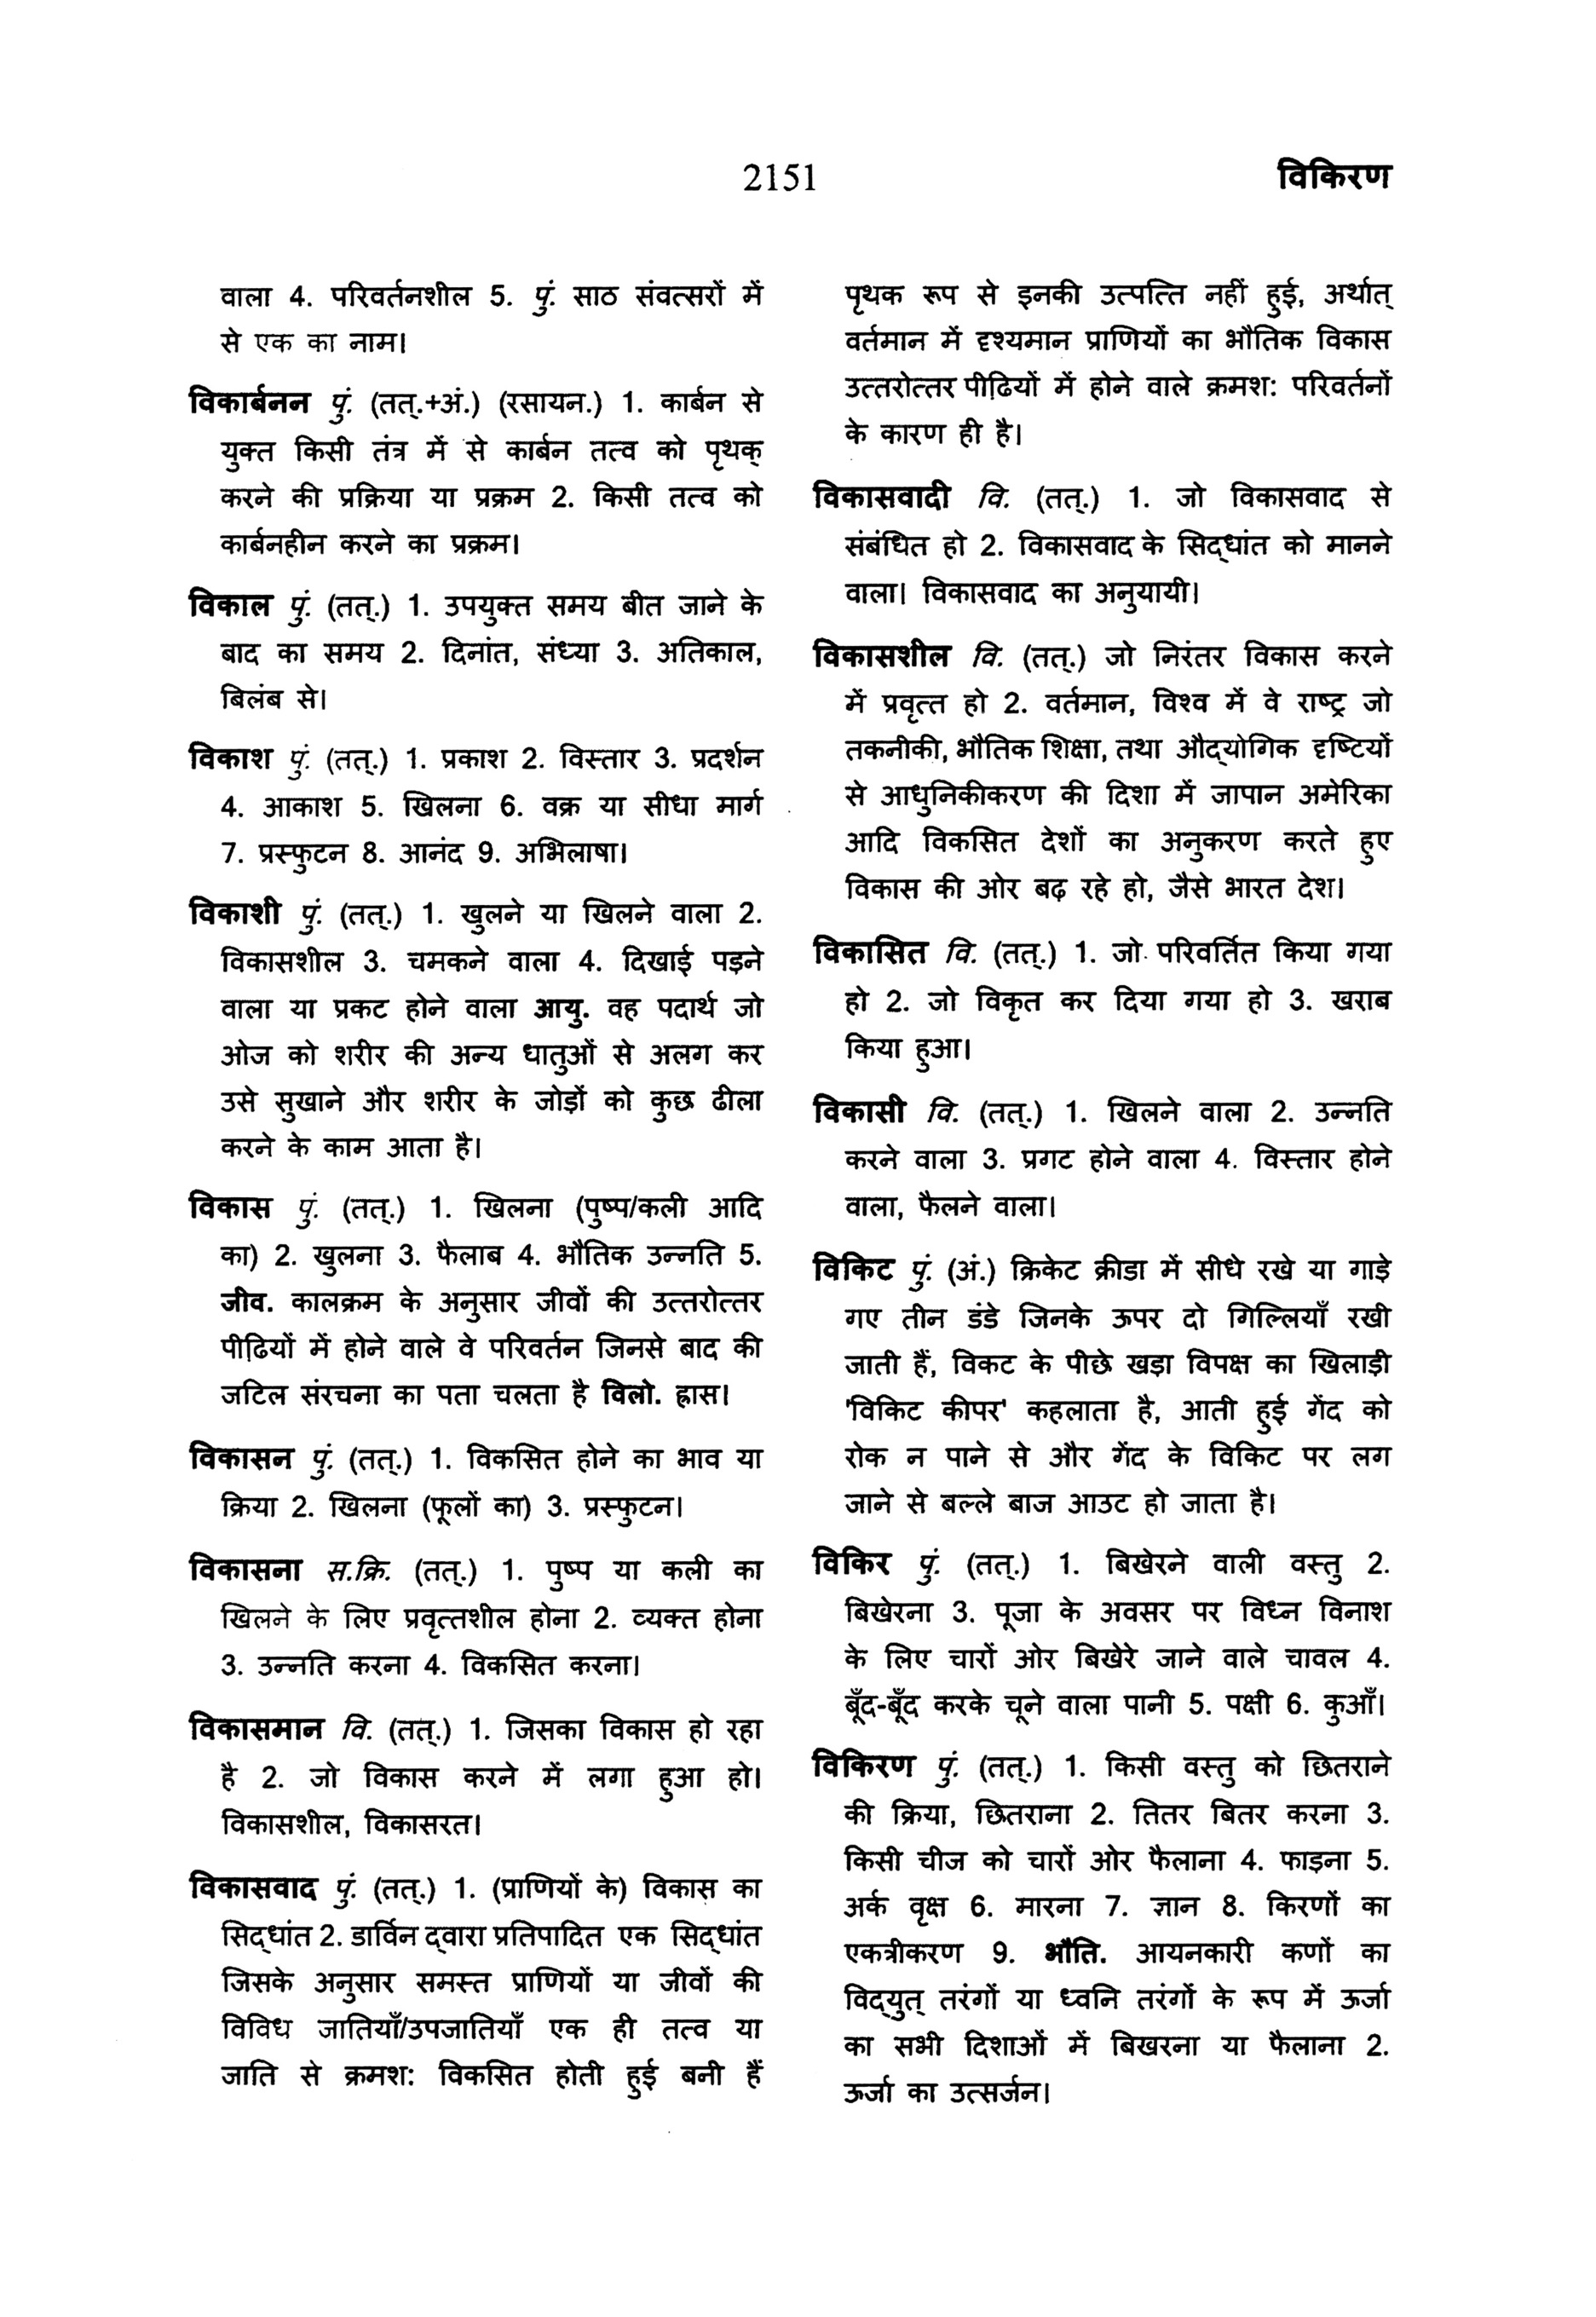 2151
विकिरण
वाला 4. परिवर्तनशील 5. पुं. साठ संवत्सरों में
से एक का नाम।
विकार्बनन पुं. (तत्.+अं.) (रसायन.) 1. कार्बन से
युक्त किसी तंत्र में से कार्बन तत्व को पृथक्
करने की प्रक्रिया या प्रक्रम 2. किसी तत्व को
कार्बनहीन करने का प्रक्रम।
विकाल पुं. (तत्.) 1. उपयुक्त समय बीत जाने के
बाद का समय 2. दिनांत, संध्या 3. अतिकाल,
बिलंब से।
विकाश पुं. (तत्.) 1. प्रकाश 2. विस्तार 3. प्रदर्शन
4. आकाश 5. खिलना 6. वक्र या सीधा मार्ग
7. प्रस्फुटन 8. आनंद 9. अभिलाषा।
विकाशी पुं. (तत्.) 1. खुलने या खिलने वाला 2.
विकासशील 3. चमकने वाला 4. दिखाई पड़ने
वाला या प्रकट होने वाला आयु. वह पदार्थ जो
ओज को शरीर की अन्य धातुओं से अलग कर
उसे सुखाने और शरीर के जोड़ों को कुछ ढीला
करने के काम आता है।
विकास पुं. (तत्.) 1. खिलना (पुष्प/कली आदि
का) 2. खुलना 3. फैलाब 4. भौतिक उन्नति 5.
जीव. कालक्रम के अनुसार जीवों की उत्तरोत्तर
पीढियों में होने वाले वे परिवर्तन जिनसे बाद की
जटिल संरचना का पता चलता है विलो. ह्रास।
विकासन पुं. (तत्.) 1. विकसित होने का भाव या
क्रिया 2. खिलना (फूलों का) 3. प्रस्फुटन।
विकासना स.क्रि. (तत्.) 1. पुष्प या कली का
खिलने के लिए प्रवृत्तशील होना 2. व्यक्त होना
3. उन्नति करना 4. विकसित करना।
विकासमान वि. (तत्.) 1. जिसका विकास हो रहा
है 2. जो विकास करने में लगा हुआ हो।
विकासशील, विकासरत।
विकासवाद पुं. (तत्.) 1. (प्राणियों के) विकास का
सिद्धांत 2. डार्विन द्वारा प्रतिपादित एक सिद्धांत
जिसके अनुसार समस्त प्राणियों या जीवों की
विविध जातियाँ/उपजातियाँ एक ही तत्व या
जाति से क्रमश: विकसित होती हुई बनी हैं
पृथक रूप से इनकी उत्पत्ति नहीं हुई, अर्थात्
वर्तमान में दृश्यमान प्राणियों का भौतिक विकास
उत्तरोत्तर पीढियों में होने वाले क्रमश: परिवर्तनों
के कारण ही है।
विकासवादी वि. (तत्.) 1. जो विकासवाद से
संबंधित हो 2. विकासवाद के सिद्धांत को मानने
वाला। विकासवाद का अनुयायी।
विकासशील वि. (तत्.) जो निरंतर विकास करने
में प्रवृत्त हो 2. वर्तमान, विश्व में वे राष्ट्र जो
तकनीकी, भौतिक शिक्षा, तथा औद्योगिक दृष्टियों
से आधुनिकीकरण की दिशा में जापान अमेरिका
आदि विकसित देशों का अनुकरण करते हुए
विकास की ओर बढ़ रहे हो, जैसे भारत देश।
विकासित वि. (तत्.) 1. जो परिवर्तित किया गया
हो 2. जो विकृत कर दिया गया हो 3. खराब
किया हुआ।
विकासी वि. (तत्.) 1. खिलने वाला 2. उन्नति
करने वाला 3. प्रगट होने वाला 4. विस्तार होने
वाला, फैलने वाला।
विकिट पुं. (अं.) क्रिकेट क्रीडा में सीधे रखे या गाड़े
गए तीन डंडे जिनके ऊपर दो गिल्लियाँ रखी
जाती हैं, विकट के पीछे खड़ा विपक्ष का खिलाड़ी
'विकिट कीपर' कहलाता है, आती हुई गेंद को
रोक न पाने से और गेंद के विकिट पर लग
जाने से बल्ले बाज आउट हो जाता है।
विकिर पुं. (तत्.) 1. बिखेरने वाली वस्तु 2.
बिखेरना 3. पूजा के अवसर पर विध्न विनाश
के लिए चारों ओर बिखेरे जाने वाले चावल 4.
बूँद-बूँद करके चूने वाला पानी 5. पक्षी 6. कुआँ।
विकिरण पुं. (तत्.) 1. किसी वस्तु को छितराने
की क्रिया, छितराना 2. तितर बितर करना 3.
किसी चीज को चारों ओर फैलाना 4. फाड़ना 5.
अर्क वृक्ष 6. मारना 7. ज्ञान 8. किरणों का
एकत्रीकरण 9. भौति. आयनकारी कणों का
विद्युत् तरंगों या ध्वनि तरंगों के रूप में ऊर्जा
का सभी दिशाओं में बिखरना या फैलाना 2.
ऊर्जा का उत्सर्जन।